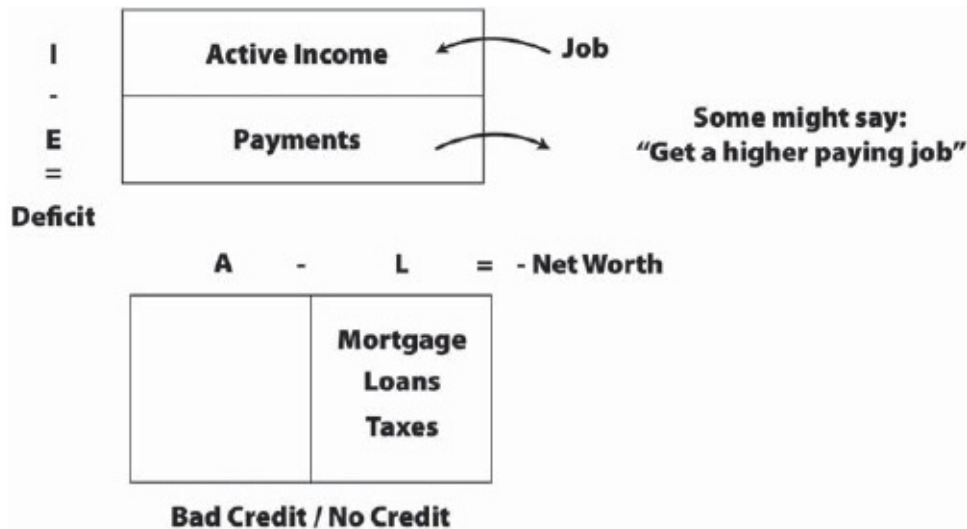 I
-
E
=
Deficit
Active Income
Job
Payments
Some might say:
“Get a higher paying job”
A - L = - Net Worth
Mortgage
Loans
Taxes
Bad Credit / No Credit